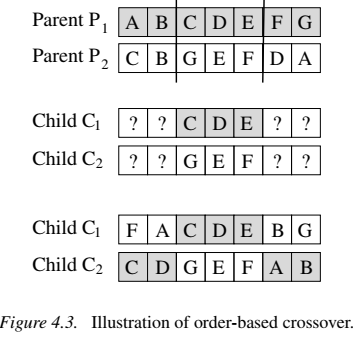 Parent P1 A B C D E F G
Parent P2 C B G E F D A
Child C1 ? ? C D E ? ?
Child C2 ? ? G E F ? ?
Child C1 F A C D E B G
Child C2 C D G E F A B
Figure 4.3. Illustration of order-based crossover.